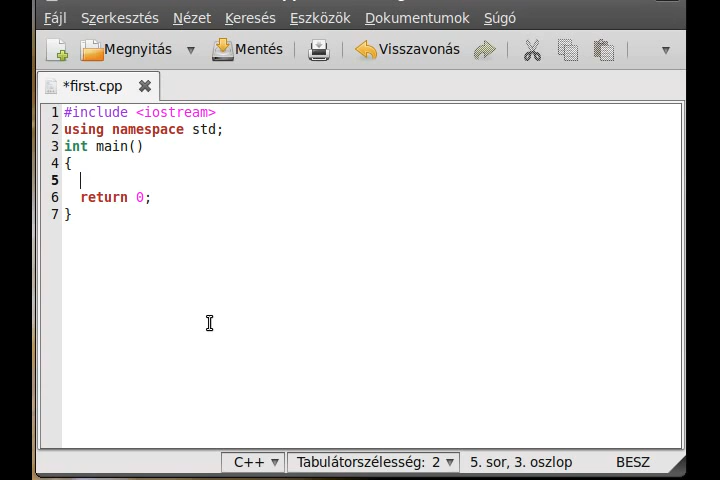 Fájl Szerkesztés Nézet Keresés Eszközök Dokumentumok Súgó
Megnyitás Mentés Visszavonás
*first.cpp
1 #include <iostream>
2 using namespace std;
3 int main()
4 {
5
6 return 0;
7 }
C++ Tabulátorszélesség: 2 5. sor, 3. oszlop BESZ